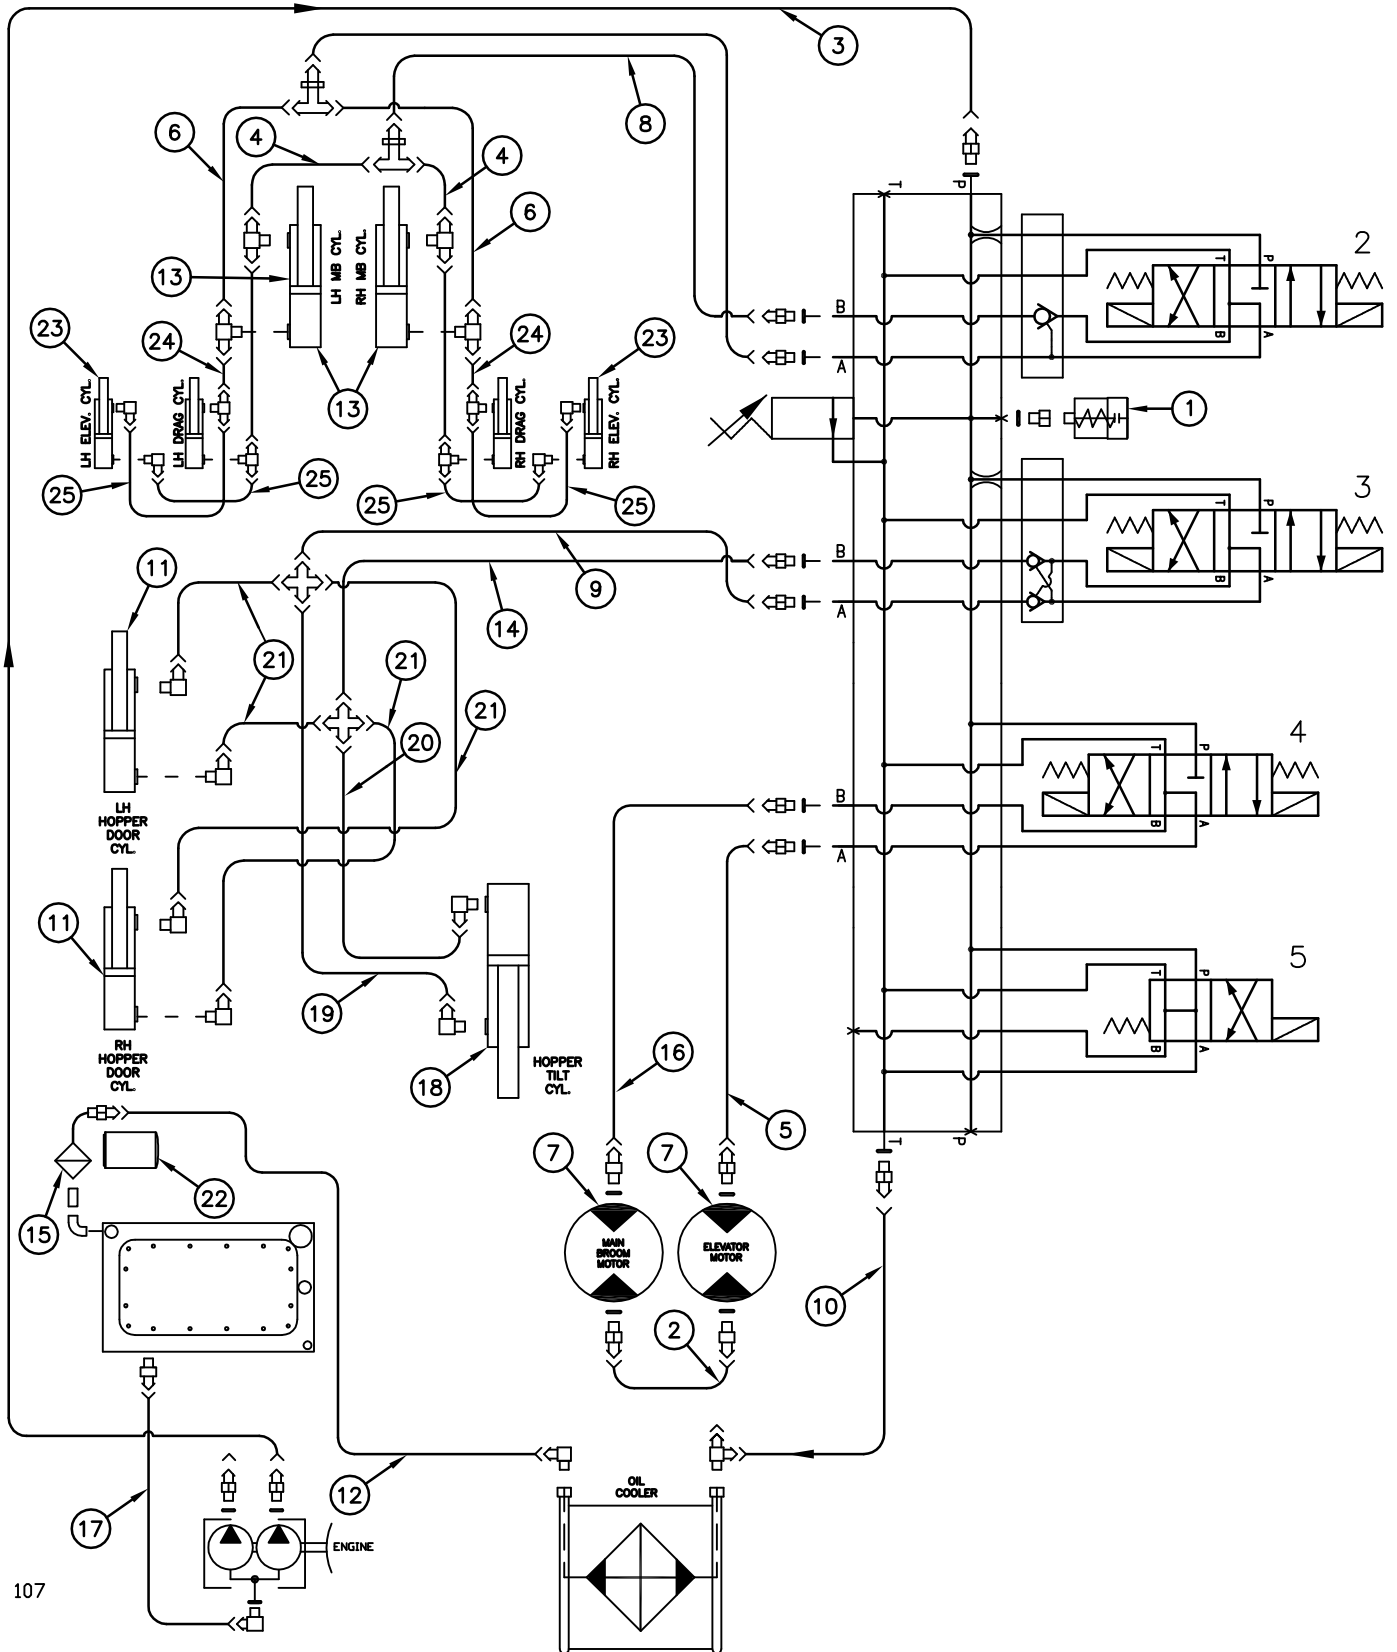 3
8
6
4
4
6
T
P
2
T
P
B
A
13
LH MB CYL.
RH MB CYL.
B
A
23
24
24
23
13
1
LH ELEV. CYL.
LH DRAG CYL.
RH DRAG CYL.
RH ELEV. CYL.
25
25
25
25
3
T
P
B
A
11
9
B
A
14
21
21
21
20
4
T
P
B
A
B
A
LH
HOPPER
DOOR
CYL.
11
5
T
P
B
A
19
18
HOPPER
TILT
CYL.
RH
HOPPER
DOOR
CYL.
16
5
T
P
7
7
15
22
MAIN
BROOM
MOTOR
ELEVATOR
MOTOR
10
2
12
OIL
COOLER
17
ENGINE
107